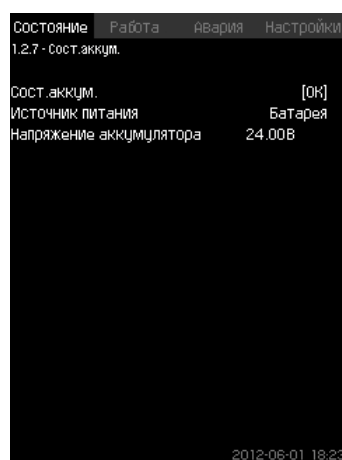 Состояние Работа Авария Настройки
1.2.7 - Сост.аккум.
Сост.аккум. [OK]
Источник питания Батарея
Напряжение аккумулятора 24.00В
2012-06-01 18:23